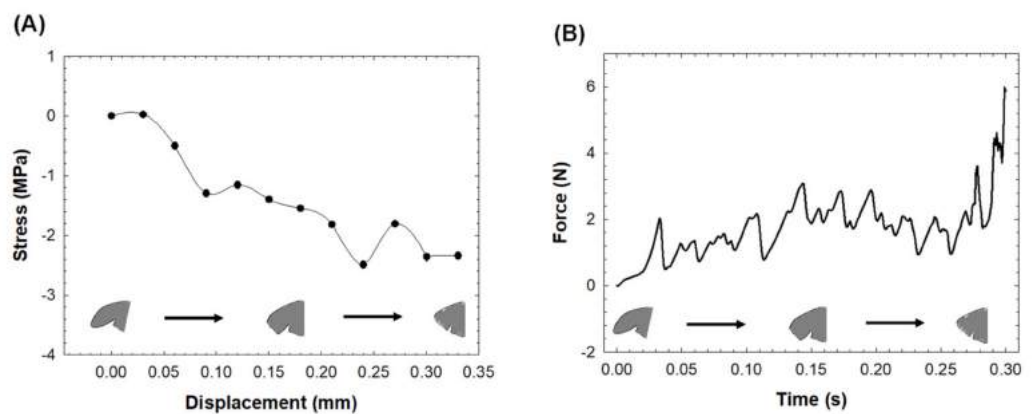 (A)
1
0
-1
-2
-3
-4
Stress (MPa)
0.00 0.05 0.10 0.15 0.20 0.25 0.30 0.35
Displacement (mm)
(B)
6
4
2
0
-2
Force (N)
0.00 0.05 0.10 0.15 0.20 0.25 0.30
Time (s)